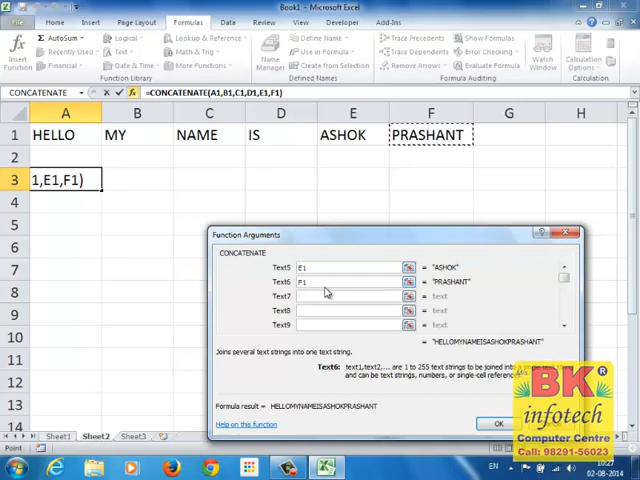 Book1 - Microsoft Excel
File Home Insert Page Layout Formulas Data Review View Developer Add-Ins
Insert Function
AutoSum
Recently Used
Financial
Logical
Text
Date & Time
Lookup & Reference
Math & Trig
Function Library
Name Manager
Define Name
Use in Formula
Create from Selection
Defined Names
Trace Precedents
Trace Dependents
Remove Arrows
Show Formulas
Error Checking
Formula Auditing
Watch Window
Calculation Options
Calculation
CONCATENATE =CONCATENATE(A1,B1,C1,D1,E1,F1)
A B C D E F G H
1 HELLO MY NAME IS ASHOK PRASHANT
2
3 1,E1,F1)
4
5
6
7
8
9
10
11
12
13
14
Function Arguments
CONCATENATE
Text5 E1 = "ASHOK"
Text6 F1 = "PRASHANT"
Text7 = text
Text8 = text
Text9 = text
= "HELLOMYNAMEISASHOKPRASHANT"
Joins several text strings into one text string.
Text6: text1,text2,... are 1 to 255 text strings to be joined into a single text string
and can be text strings, numbers, or single-cell references.
Formula result = HELLOMYNAMEISASHOKPRASHANT
Help on this function
OK
BK ®
infotech
Computer Centre
Call: 98291-56023
Sheet1 Sheet2 Sheet3
Point
EN
10:27
02-08-2014